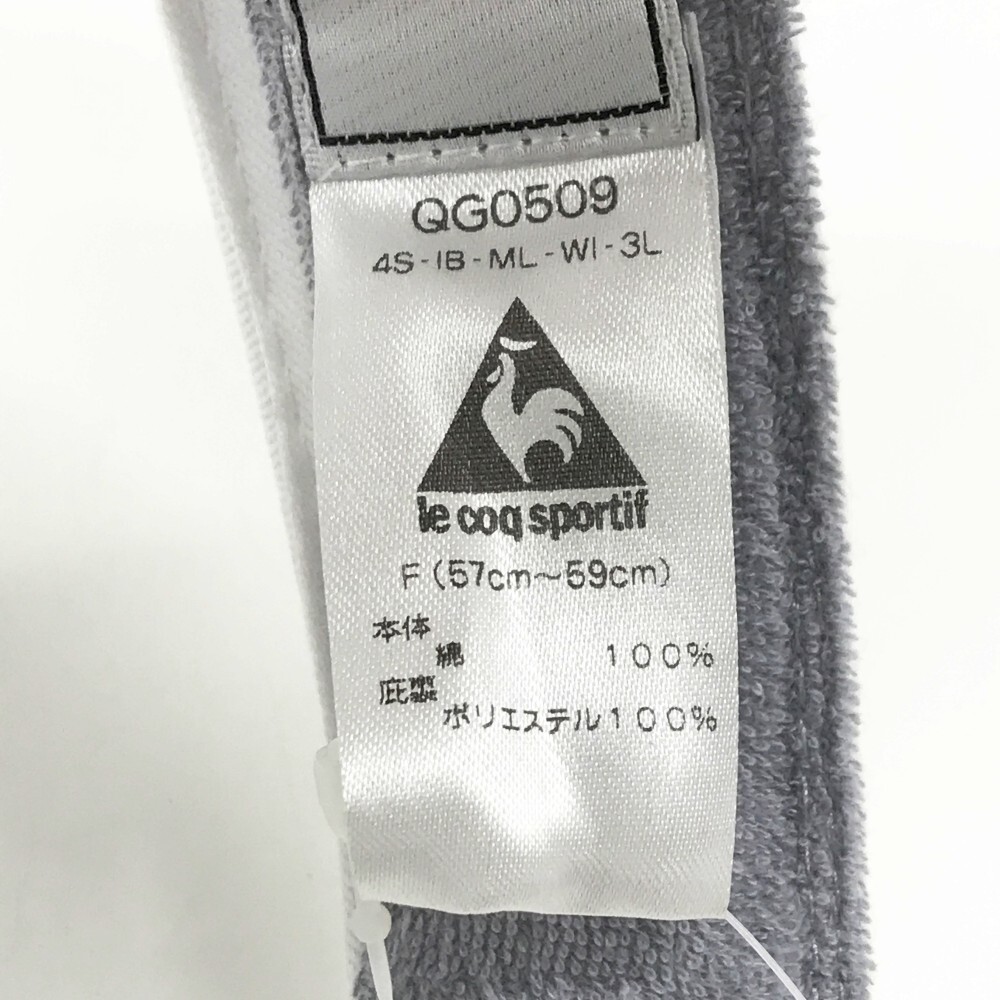 QG0509
4S-IB-ML-WI-3L
le coq sportif
F(57cm～59cm)
本体
綿 100%
庇裏
ポリエステル100%